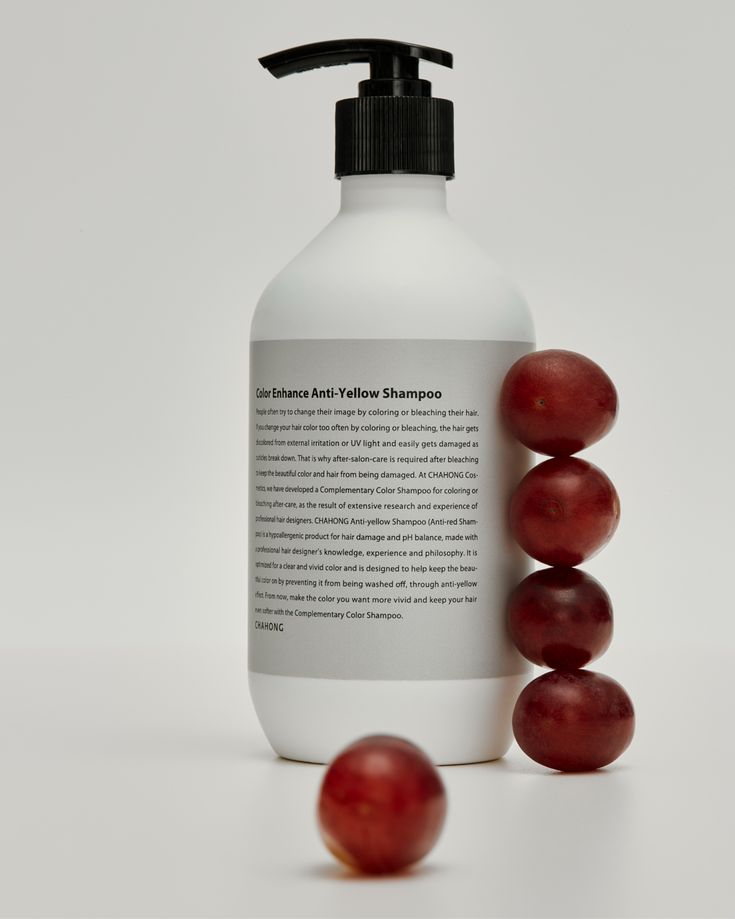 Color Enhance Anti-Yellow Shampoo
People often try to change their image by coloring or bleaching their hair.
If you change your hair color too often by coloring or bleaching, the hair gets
discolored from external irritation or UV light and easily gets damaged as
cuticles break down. That is why after-salon-care is required after bleaching
to keep the beautiful color and hair from being damaged. At CHAHONG Cos-
metics, we have developed a Complementary Color Shampoo for coloring or
bleaching after-care, as the result of extensive research and experience of
professional hair designers. CHAHONG Anti-yellow Shampoo (Anti-red Sham-
poo) is a hypoallergenic product for hair damage and pH balance, made with
a professional hair designer's knowledge, experience and philosophy. It is
optimized for a clear and vivid color and is designed to help keep the beau-
tiful color on by preventing it from being washed off, through anti-yellow
effect. From now, make the color you want more vivid and keep your hair
even softer with the Complementary Color Shampoo.
CHAHONG